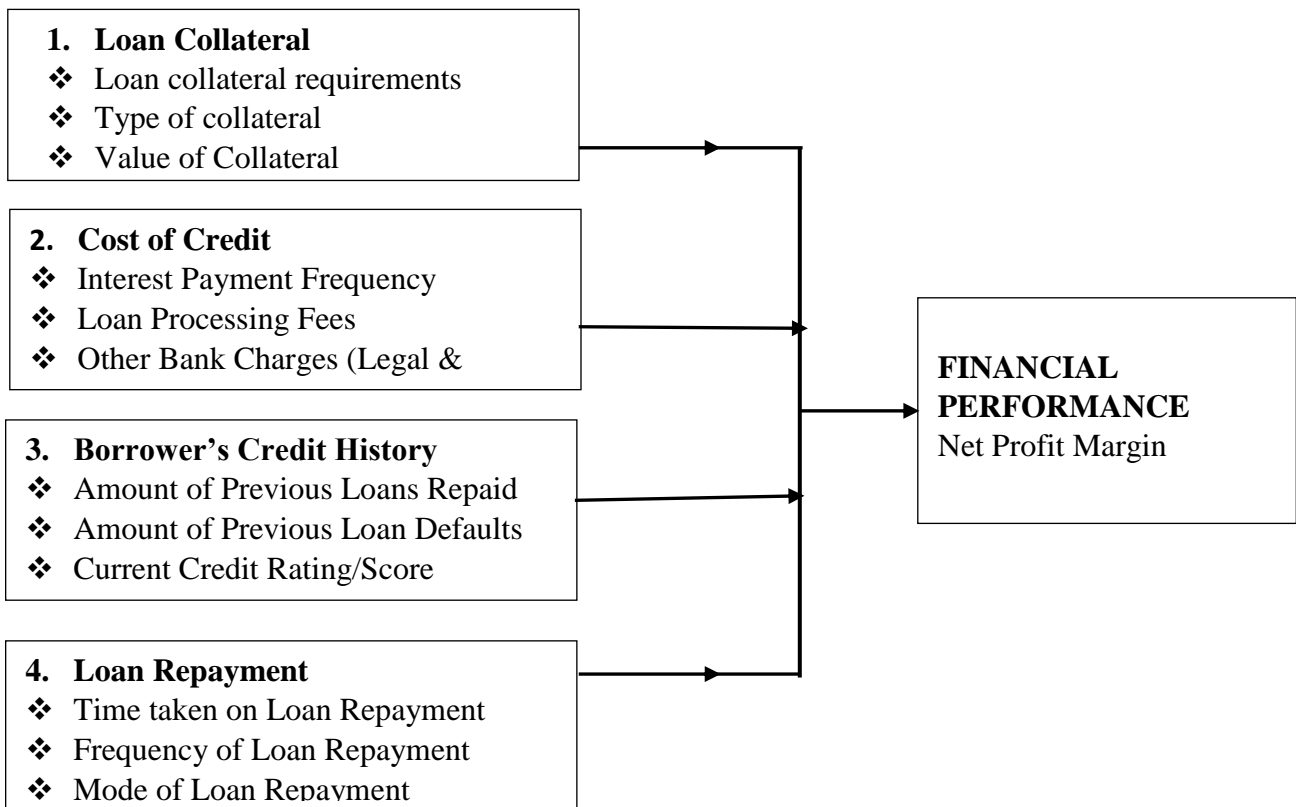 1. Loan Collateral
❖ Loan collateral requirements
❖ Type of collateral
❖ Value of Collateral
2. Cost of Credit
❖ Interest Payment Frequency
❖ Loan Processing Fees
❖ Other Bank Charges (Legal &
3. Borrower’s Credit History
❖ Amount of Previous Loans Repaid
❖ Amount of Previous Loan Defaults
❖ Current Credit Rating/Score
4. Loan Repayment
❖ Time taken on Loan Repayment
❖ Frequency of Loan Repayment
❖ Mode of Loan Repayment
FINANCIAL
PERFORMANCE
Net Profit Margin